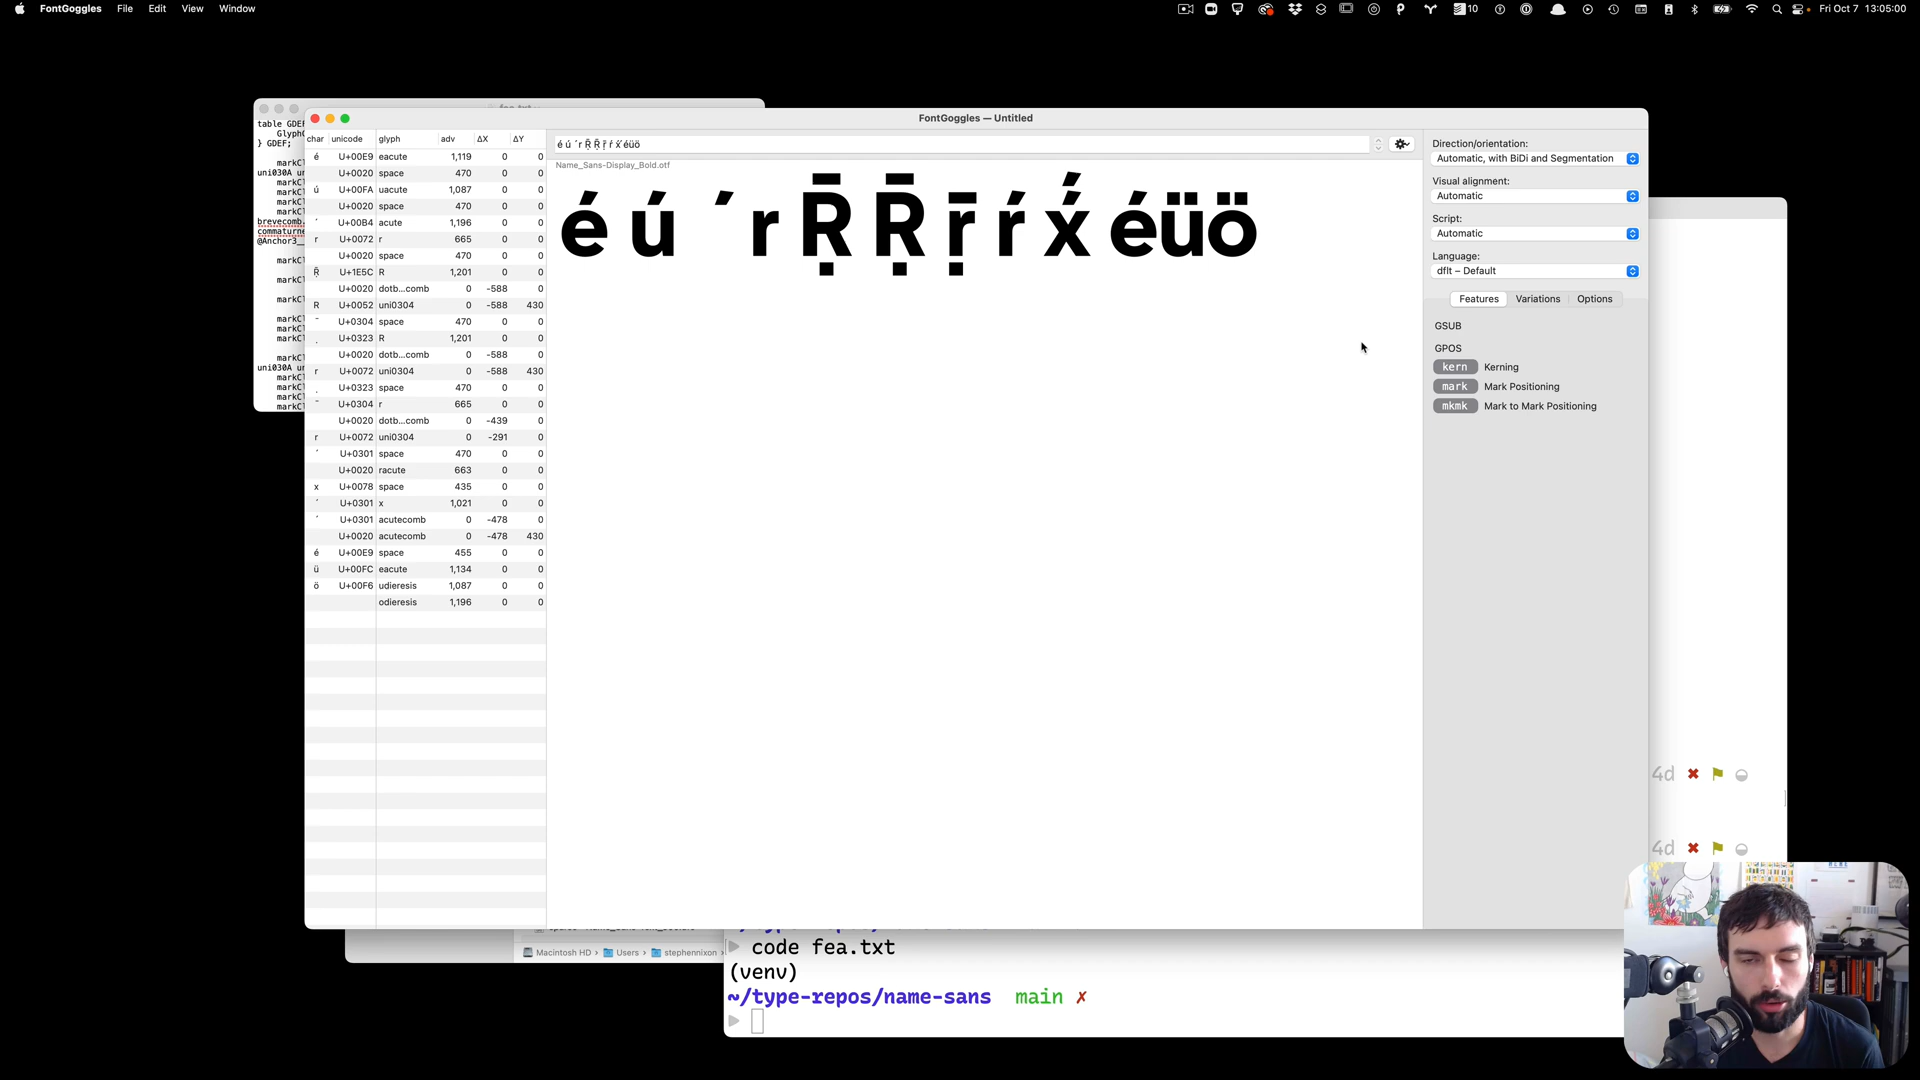 FontGoggles File Edit View Window 10 Fri Oct 7 13:05:00
table GDEF
} GDEF;
markCl
brevecomb
commaturne
FontGoggles — Untitled
char unicode glyph adv ΔX ΔY
é U+00E9 eacute 1,119 0 0
U+0020 space 470 0 0
ú U+00FA uacute 1,087 0 0
U+0020 space 470 0 0
´ U+00B4 acute 1,196 0 0
r U+0072 r 665 0 0
U+0020 space 470 0 0
Ṝ U+1E5C R 1,201 0 0
U+0020 dotb...comb 0 -588 0
R U+0052 uni0304 0 -588 430
̄ U+0304 space 470 0 0
̣ U+0323 R 1,201 0 0
U+0020 dotb...comb 0 -588 0
r U+0072 uni0304 0 -588 430
̣ U+0323 space 470 0 0
̄ U+0304 r 665 0 0
U+0020 dotb...comb 0 -439 0
r U+0072 uni0304 0 -291 0
́ U+0301 space 470 0 0
U+0020 racute 663 0 0
x U+0078 space 435 0 0
́ U+0301 x 1,021 0 0
́ U+0301 acutecomb 0 -478 0
U+0020 acutecomb 0 -478 430
é U+00E9 space 455 0 0
ü U+00FC eacute 1,134 0 0
ö U+00F6 udieresis 1,087 0 0
odieresis 1,196 0 0
é ú ´r Ṝ Ṝ ṝ ŕ x́́ éüö
Name_Sans-Display_Bold.otf
é ú ´r Ṝ Ṝ ṝ ŕ x́́ éüö
Direction/orientation:
Automatic, with BiDi and Segmentation
Visual alignment:
Automatic
Script:
Automatic
Language:
dflt – Default
Features Variations Options
GSUB
GPOS
kern Kerning
mark Mark Positioning
mkmk Mark to Mark Positioning
4d
4d
Macintosh HD › Users › stephennixon ›
code fea.txt
(venv)
~/type-repos/name-sans main ✗